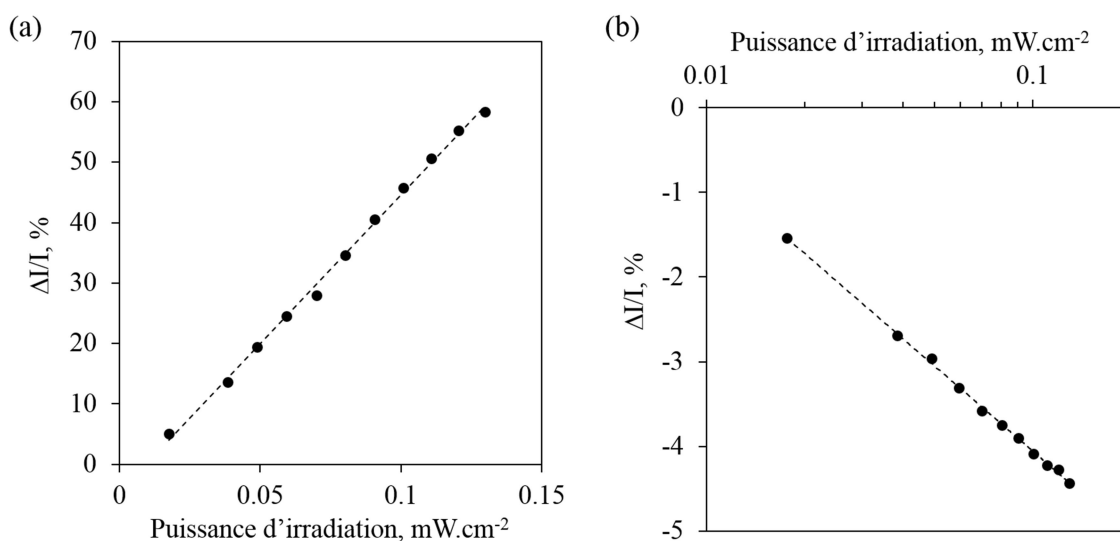 (a)
70
60
50
40
30
20
10
0
ΔI/I, %
0 0.05 0.1 0.15
Puissance d’irradiation, mW.cm-2
(b)
Puissance d’irradiation, mW.cm-2
0.01 0.1
0
-1
-2
-3
-4
-5
ΔI/I, %